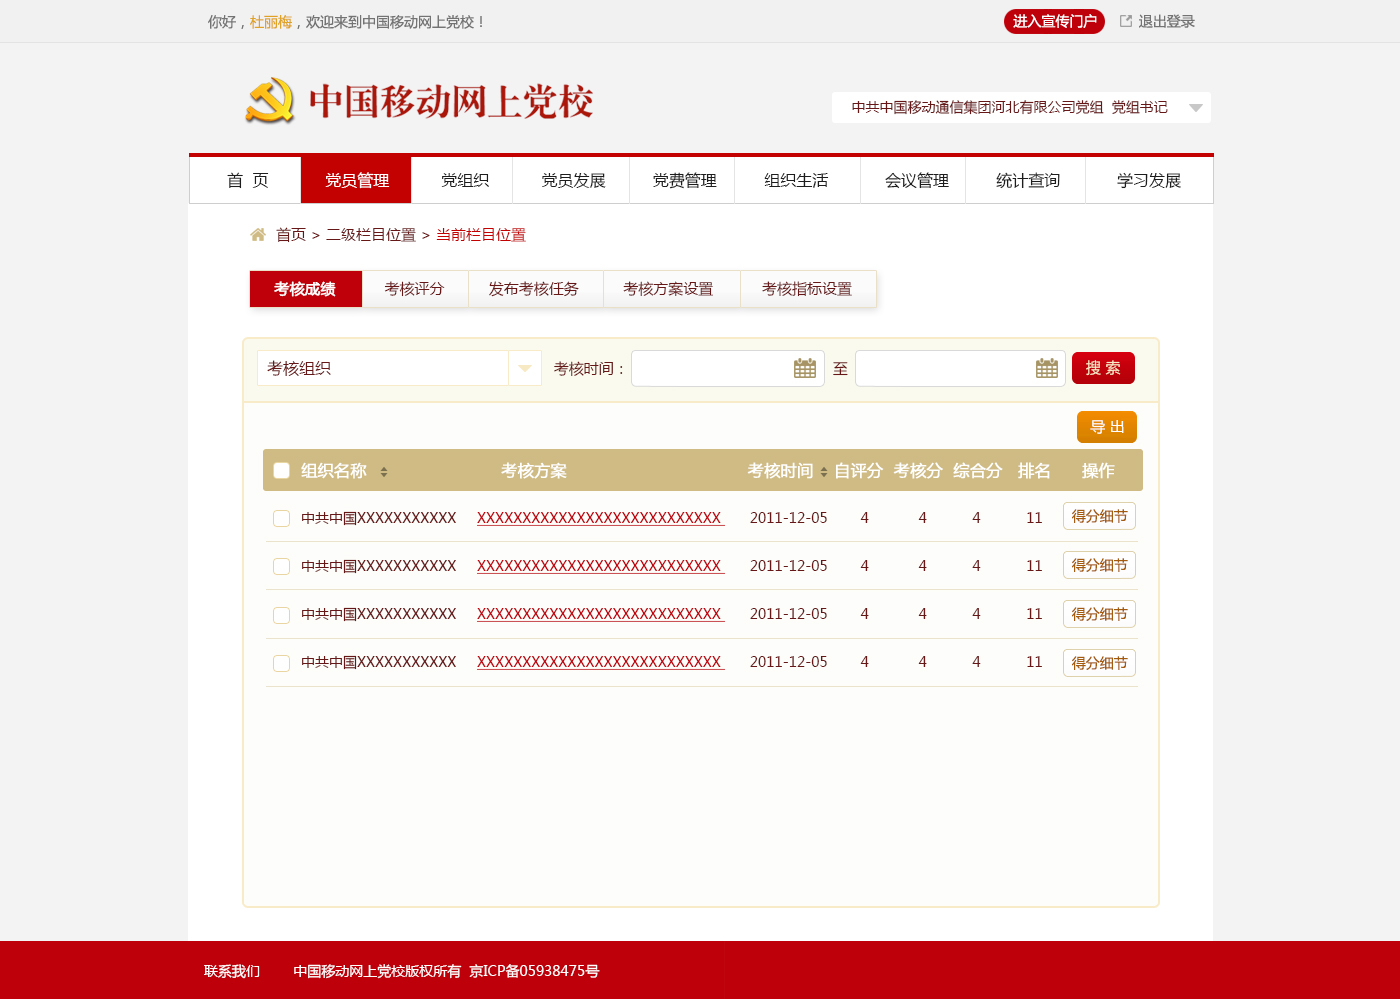 你好，杜丽梅，欢迎来到中国移动网上党校！ 进入宣传门户 退出登录
中国移动网上党校
中共中国移动通信集团河北有限公司党组 党组书记
首 页 党员管理 党组织 党员发展 党费管理 组织生活 会议管理 统计查询 学习发展
首页 > 二级栏目位置 > 当前栏目位置
考核成绩 考核评分 发布考核任务 考核方案设置 考核指标设置
考核组织 考核时间： 至 搜 索
导 出
组织名称 考核方案 考核时间 自评分 考核分 综合分 排名 操作
中共中国XXXXXXXXXXX XXXXXXXXXXXXXXXXXXXXXXXXXXX 2011-12-05 4 4 4 11 得分细节
中共中国XXXXXXXXXXX XXXXXXXXXXXXXXXXXXXXXXXXXXX 2011-12-05 4 4 4 11 得分细节
中共中国XXXXXXXXXXX XXXXXXXXXXXXXXXXXXXXXXXXXXX 2011-12-05 4 4 4 11 得分细节
中共中国XXXXXXXXXXX XXXXXXXXXXXXXXXXXXXXXXXXXXX 2011-12-05 4 4 4 11 得分细节
联系我们 中国移动网上党校版权所有 京ICP备05938475号